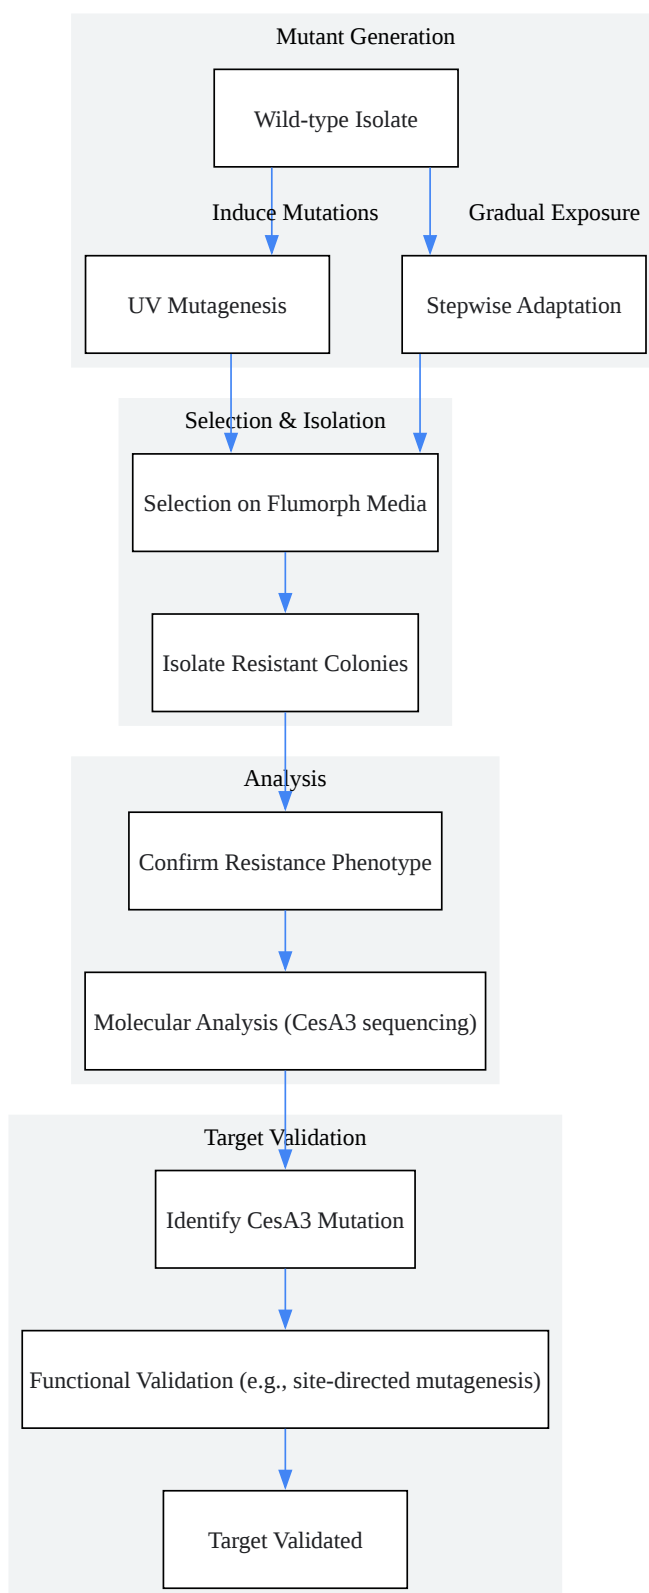 Mutant Generation
Wild-type Isolate
Induce Mutations
Gradual Exposure
UV Mutagenesis
Stepwise Adaptation
Selection & Isolation
Selection on Flumorph Media
Isolate Resistant Colonies
Analysis
Confirm Resistance Phenotype
Molecular Analysis (CesA3 sequencing)
Target Validation
Identify CesA3 Mutation
Functional Validation (e.g., site-directed mutagenesis)
Target Validated